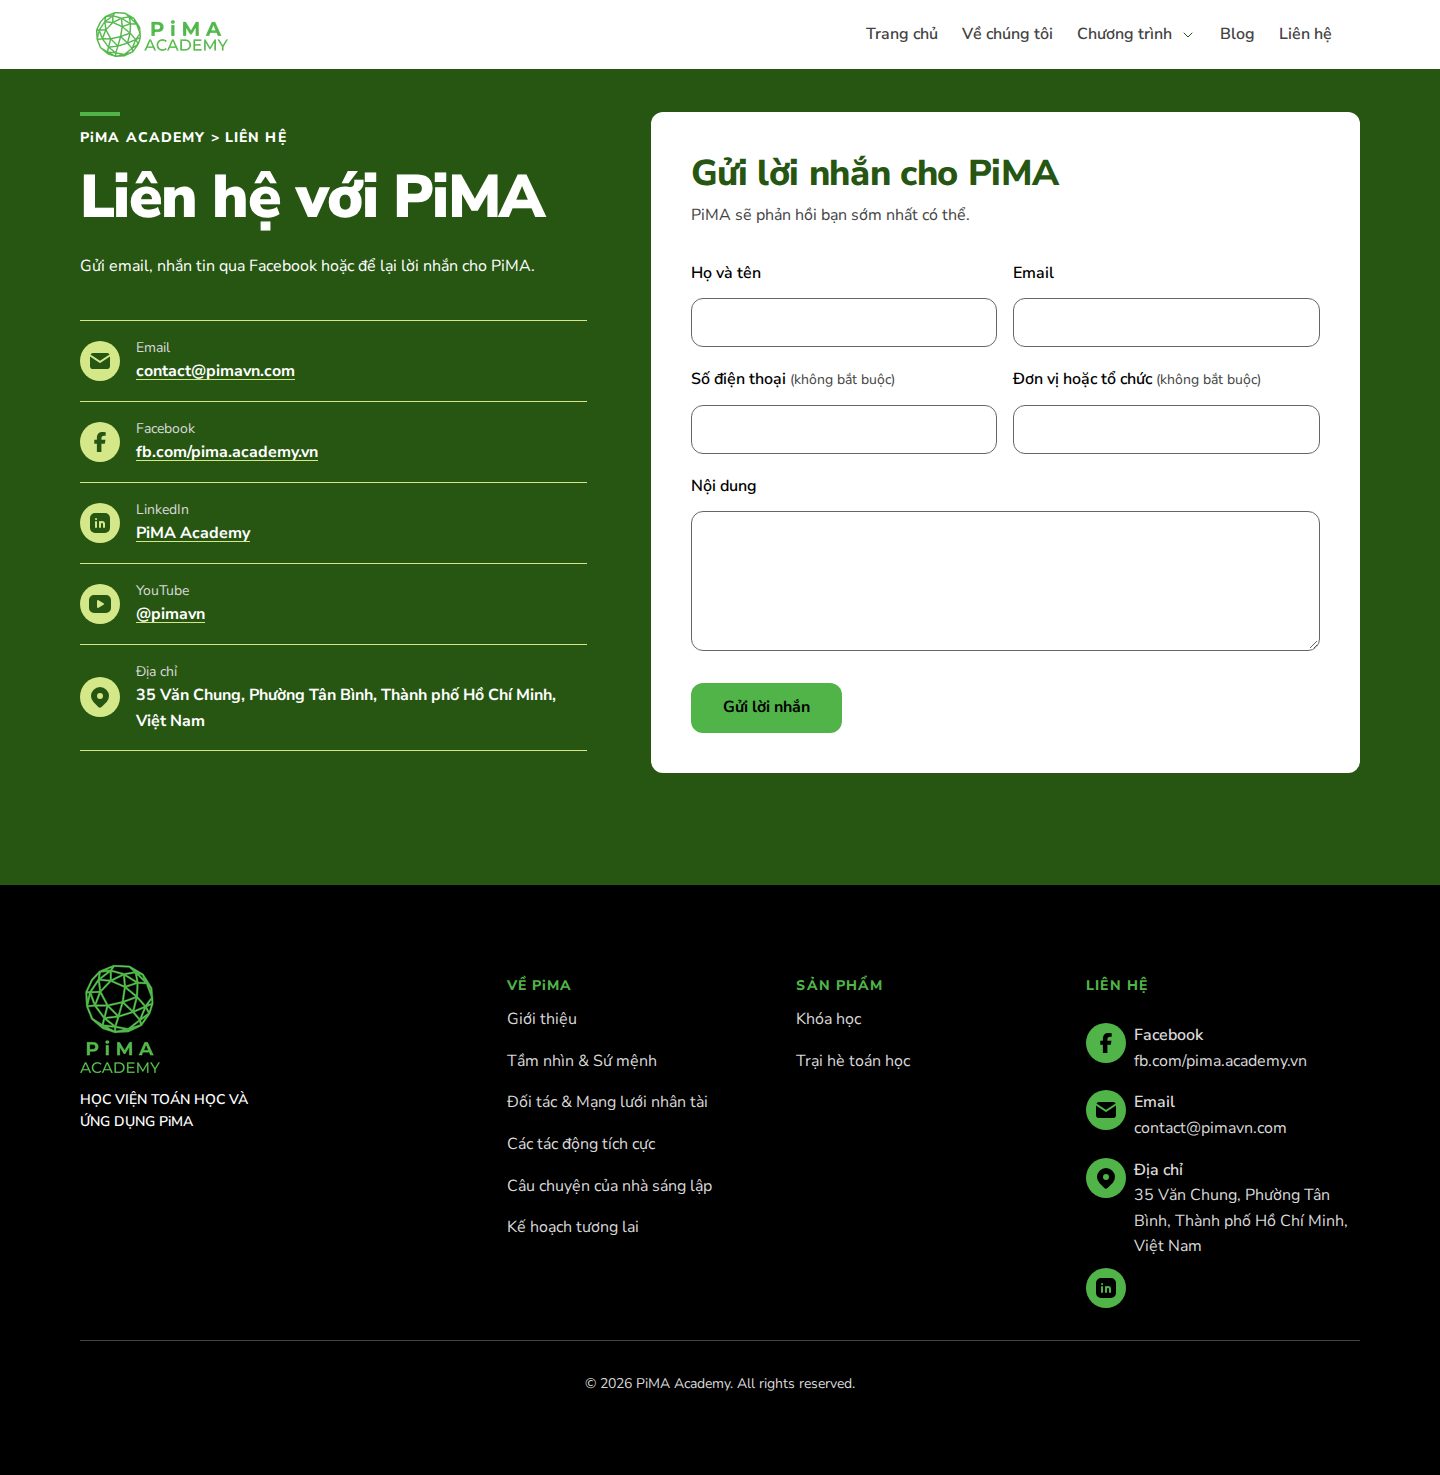 PiMA
ACADEMY
Trang chủ
Về chúng tôi
Chương trình
Blog
Liên hệ
PiMA ACADEMY > LIÊN HỆ
Liên hệ với PiMA
Gửi email, nhắn tin qua Facebook hoặc để lại lời nhắn cho PiMA.
Email
contact@pimavn.com
Facebook
fb.com/pima.academy.vn
LinkedIn
PiMA Academy
YouTube
@pimavn
Địa chỉ
35 Văn Chung, Phường Tân Bình, Thành phố Hồ Chí Minh,
Việt Nam
Gửi lời nhắn cho PiMA
PiMA sẽ phản hồi bạn sớm nhất có thể.
Họ và tên
Email
Số điện thoại (không bắt buộc)
Đơn vị hoặc tổ chức (không bắt buộc)
Nội dung
Gửi lời nhắn
PiMA
ACADEMY
HỌC VIỆN TOÁN HỌC VÀ
ỨNG DỤNG PiMA
VỀ PiMA
Giới thiệu
Tầm nhìn & Sứ mệnh
Đối tác & Mạng lưới nhân tài
Các tác động tích cực
Câu chuyện của nhà sáng lập
Kế hoạch tương lai
SẢN PHẨM
Khóa học
Trại hè toán học
LIÊN HỆ
Facebook
fb.com/pima.academy.vn
Email
contact@pimavn.com
Địa chỉ
35 Văn Chung, Phường Tân
Bình, Thành phố Hồ Chí Minh,
Việt Nam
© 2026 PiMA Academy. All rights reserved.